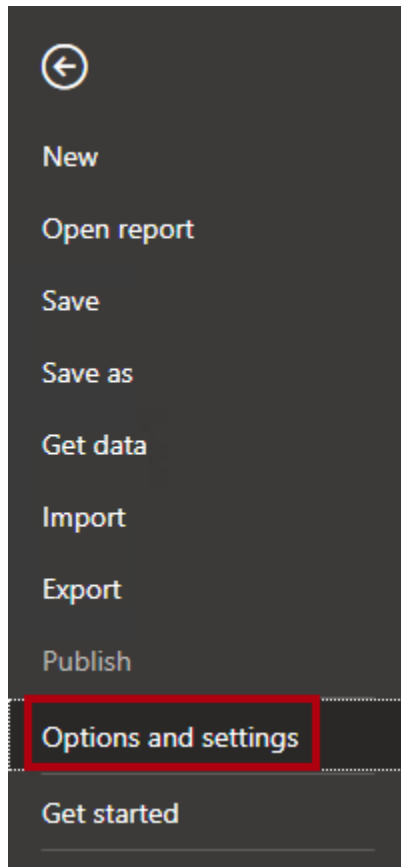 New
Open report
Save
Save as
Get data
Import
Export
Publish
Options and settings
Get started